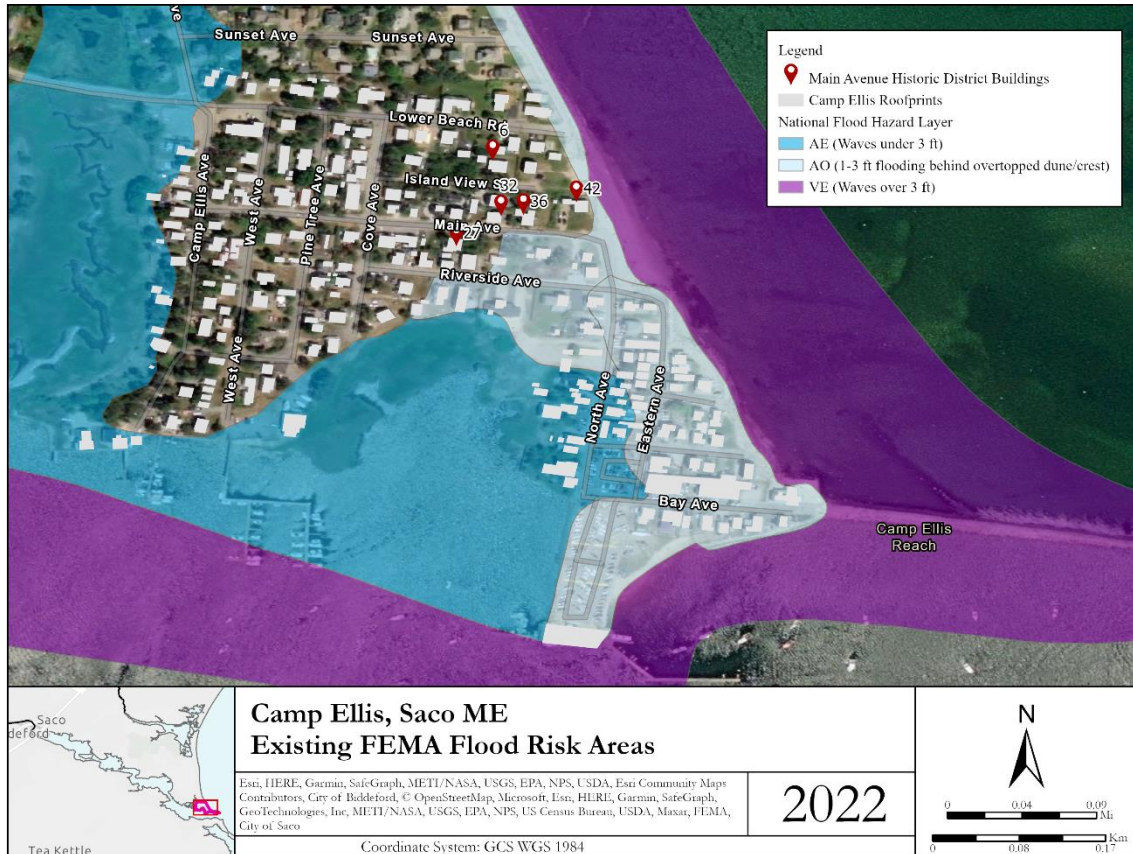 ve
Sunset Ave
Sunset Ave
Lower Beach R
6
Island View S
32
36
42
Main Ave
27
Riverside Ave
Camp Ellis Ave
West Ave
Pine Tree Ave
Cove Ave
West Ave
North Ave
Eastern Ave
Bay Ave
Camp Ellis
Reach
Legend
Main Avenue Historic District Buildings
Camp Ellis Roofprints
National Flood Hazard Layer
AE (Waves under 3 ft)
AO (1-3 ft flooding behind overtopped dune/crest)
VE (Waves over 3 ft)
Saco
deford
Tea Kettle
Camp Ellis, Saco ME
Existing FEMA Flood Risk Areas
Esri, HERE, Garmin, SafeGraph, METI/NASA, USGS, EPA, NPS, USDA, Esri Community Maps
Contributors, City of Biddeford, © OpenStreetMap, Microsoft, Esri, HERE, Garmin, SafeGraph,
GeoTechnologies, Inc, METI/NASA, USGS, EPA, NPS, US Census Bureau, USDA, Maxar, FEMA,
City of Saco
Coordinate System: GCS WGS 1984
2022
N
0 0.04 0.09
Mi
Km
0 0.08 0.17